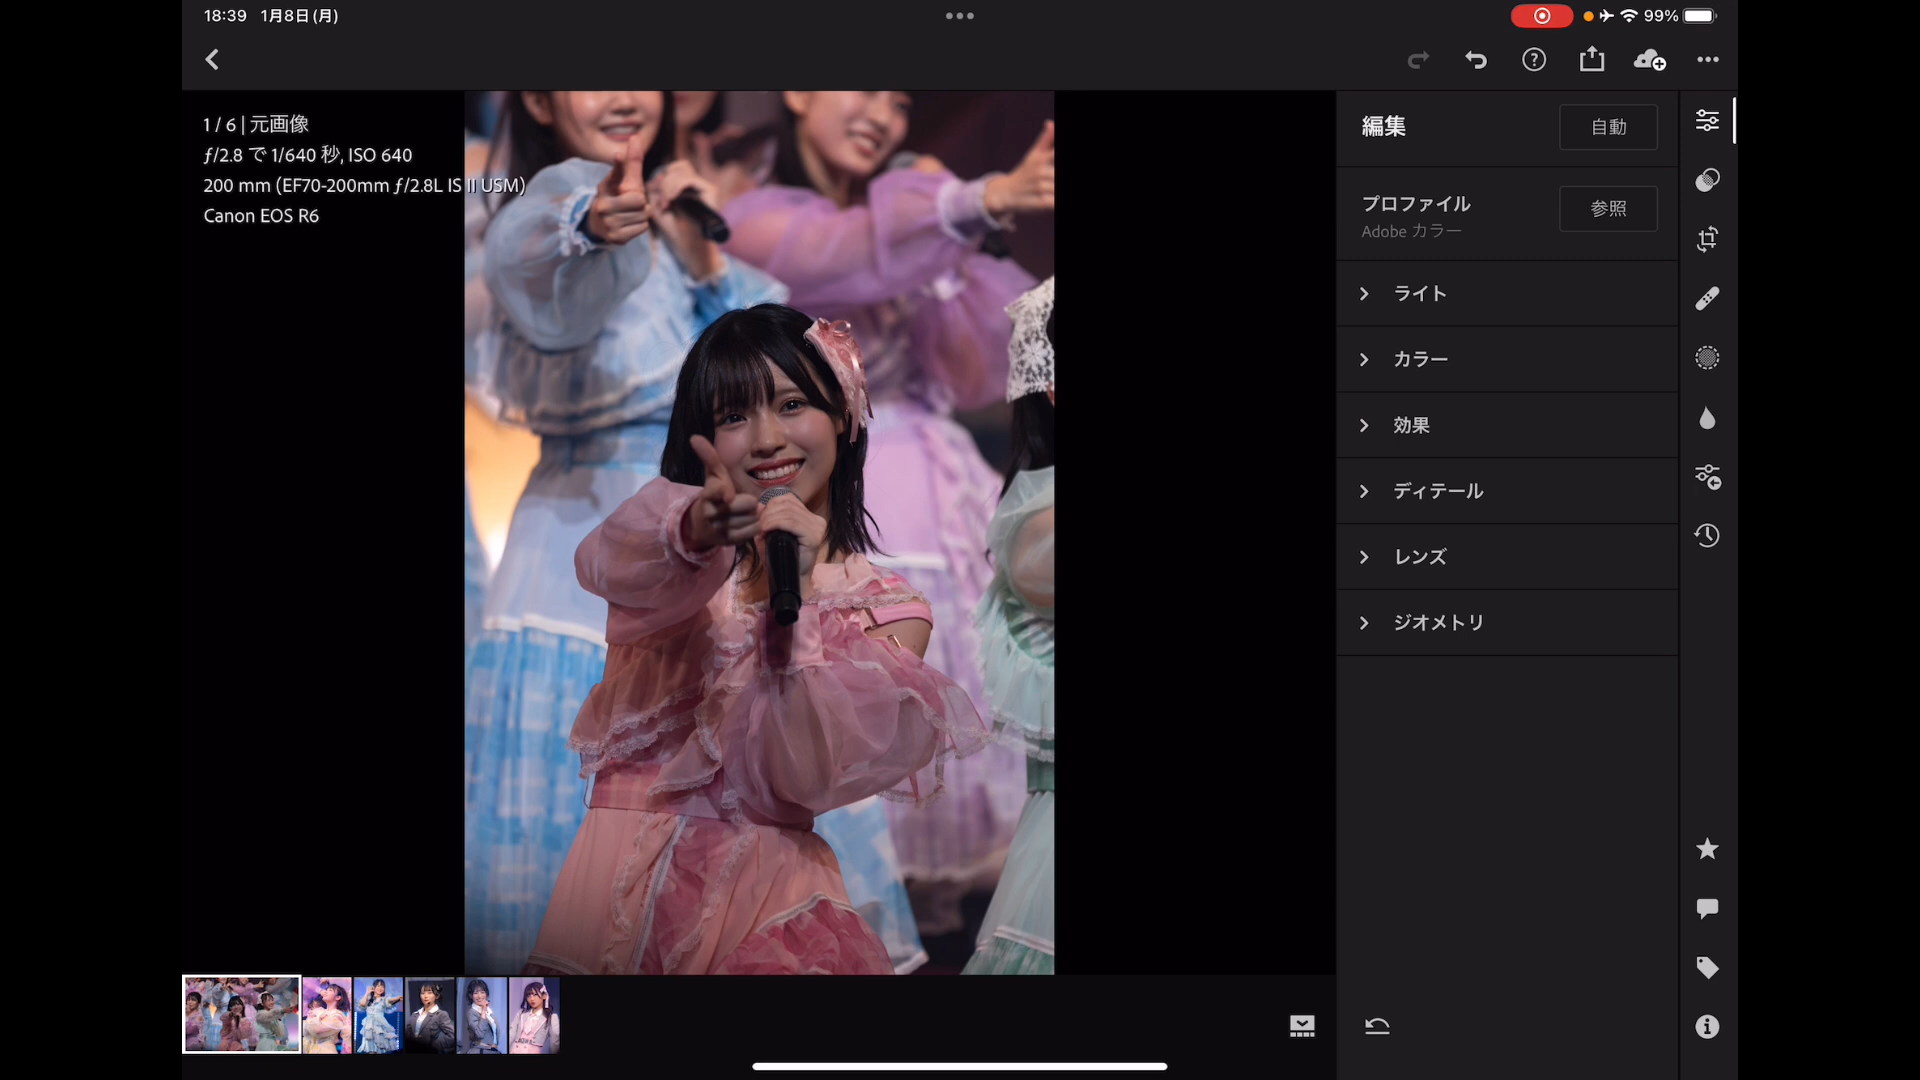 18:39 1月8日(月)
99%
1 / 6 | 元画像
ƒ/2.8 で 1/640 秒, ISO 640
200 mm (EF70-200mm ƒ/2.8L IS II USM)
Canon EOS R6
編集
自動
プロファイル
参照
Adobe カラー
ライト
カラー
効果
ディテール
レンズ
ジオメトリ